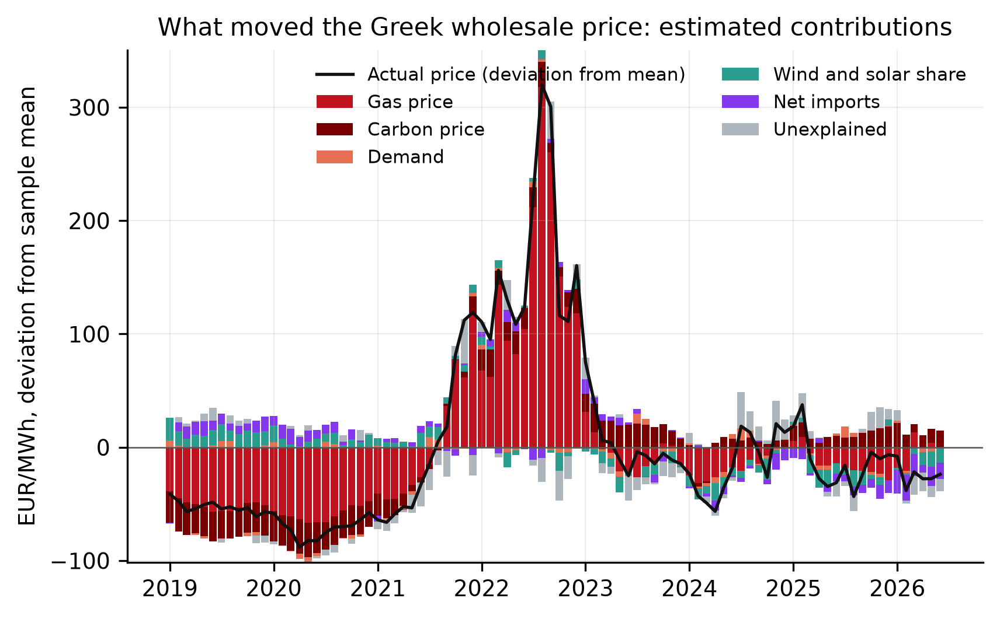 What moved the Greek wholesale price: estimated contributions
EUR/MWh, deviation from sample mean
300
200
100
0
−100
Actual price (deviation from mean)
Gas price
Carbon price
Demand
Wind and solar share
Net imports
Unexplained
2019 2020 2021 2022 2023 2024 2025 2026